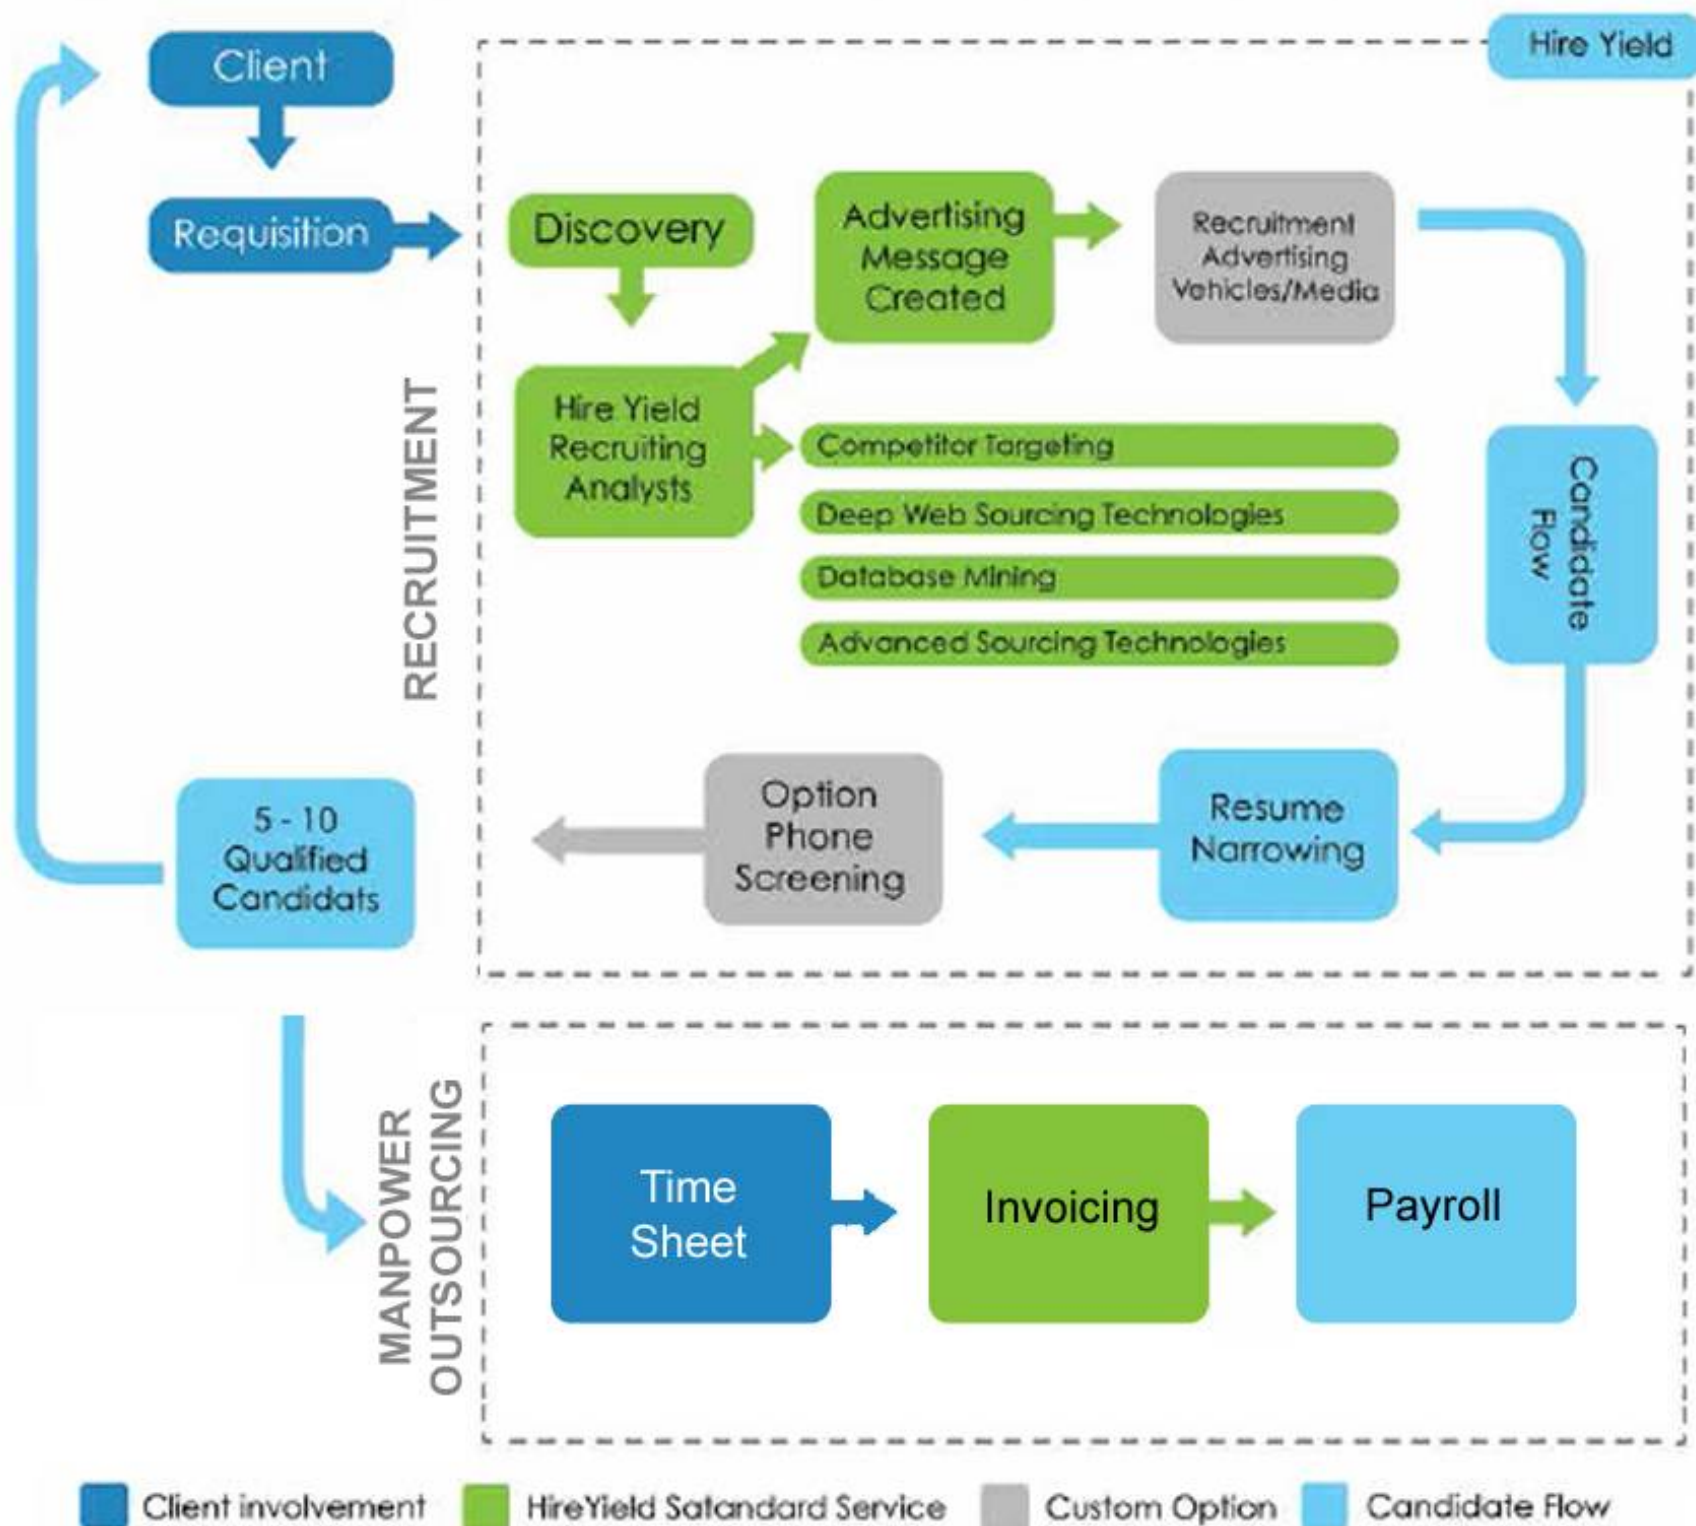 Client
Hire Yield
Requisition
Discovery
Advertising
Message
Created
Recruitment
Advertising
Vehicles/Media
Hire Yield
Recruiting
Analysts
Competitor Targeting
Deep Web Sourcing Technologies
Database Mining
Advanced Sourcing Technologies
Candidate
Flow
RECRUITMENT
Resume
Narrowing
Option
Phone
Screening
5 - 10
Qualified
Candidats
MANPOWER
OUTSOURCING
Time
Sheet
Invoicing
Payroll
Client involvement
HireYield Satandard Service
Custom Option
Candidate Flow